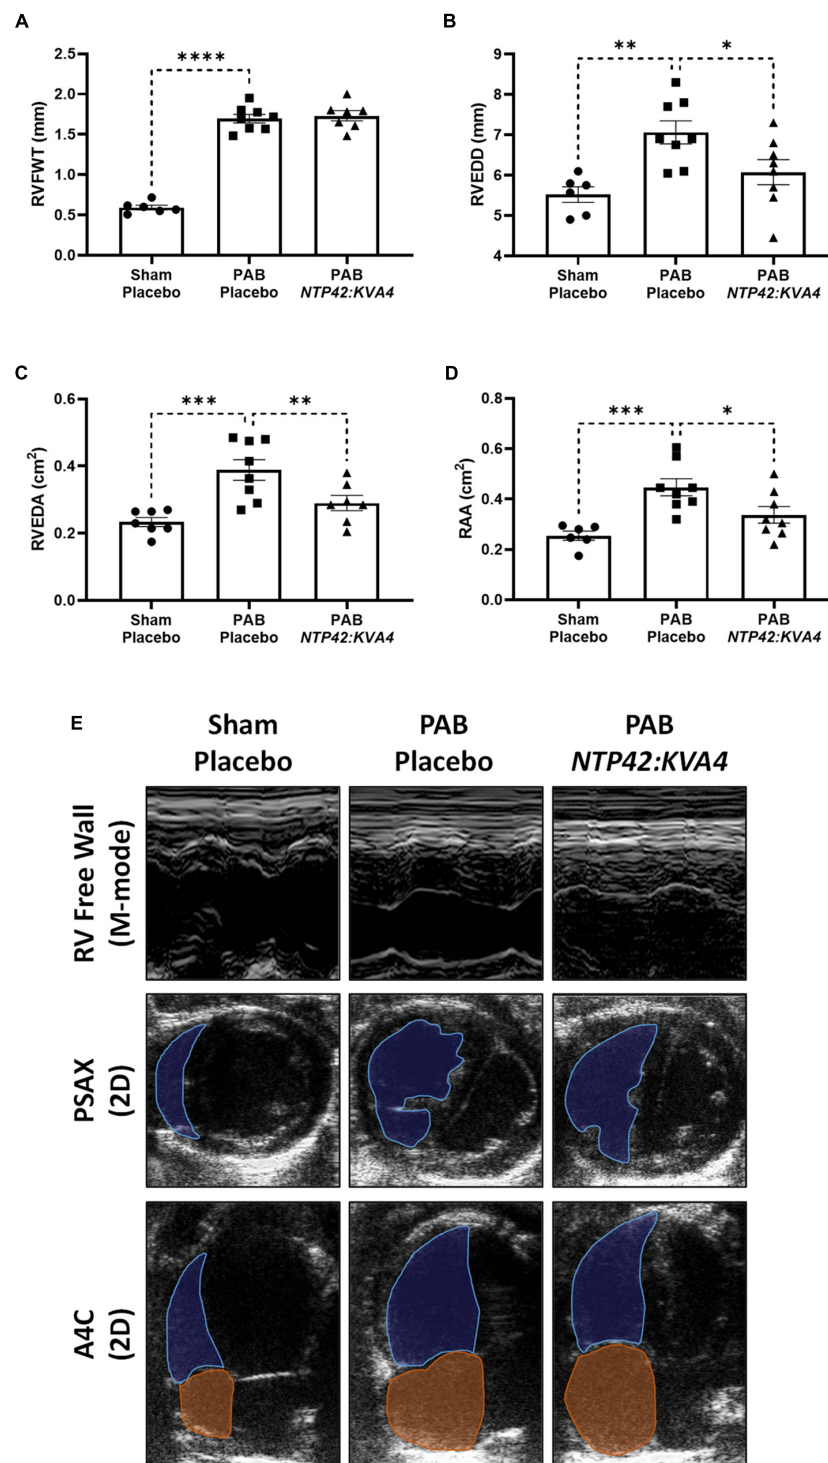 A
RVFWT (mm)
2.5
2.0
1.5
1.0
0.5
0.0
****
Sham
Placebo
PAB
Placebo
PAB
NTP42:KVA4
B
RVEDD (mm)
9
8
7
6
5
4
**
*
Sham
Placebo
PAB
Placebo
PAB
NTP42:KVA4
C
RVEDA (cm²)
0.6
0.4
0.2
0.0
***
**
Sham
Placebo
PAB
Placebo
PAB
NTP42:KVA4
D
RAA (cm²)
0.8
0.6
0.4
0.2
0.0
***
*
Sham
Placebo
PAB
Placebo
PAB
NTP42:KVA4
E
Sham
Placebo
PAB
Placebo
PAB
NTP42:KVA4
RV Free Wall
(M-mode)
PSAX
(2D)
A4C
(2D)